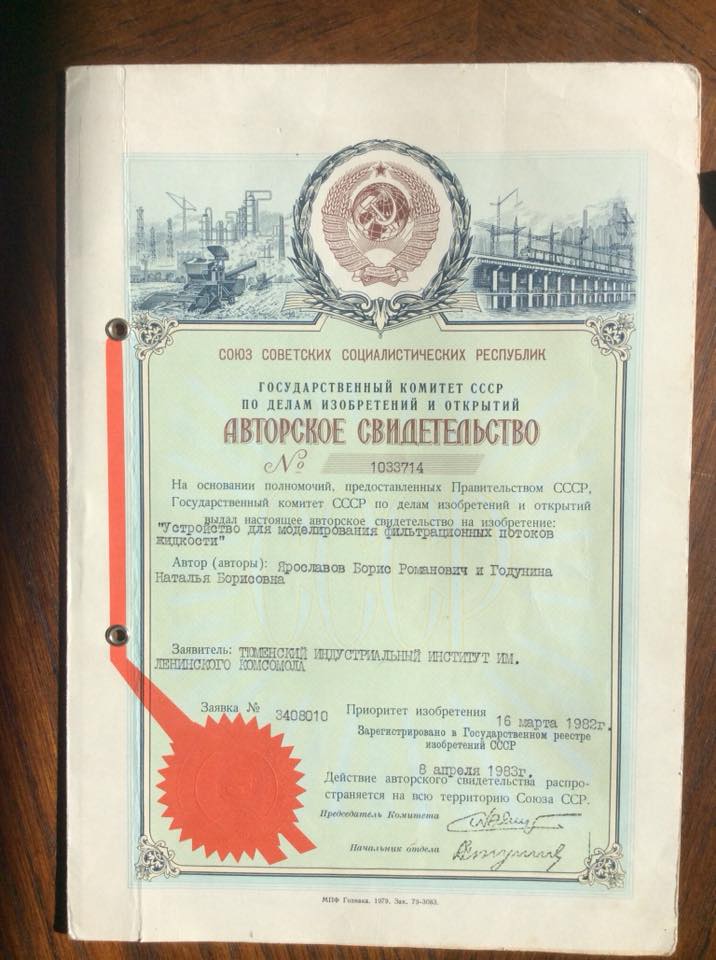 СОЮЗ СОВЕТСКИХ СОЦИАЛИСТИЧЕСКИХ РЕСПУБЛИК
ГОСУДАРСТВЕННЫЙ КОМИТЕТ СССР
ПО ДЕЛАМ ИЗОБРЕТЕНИЙ И ОТКРЫТИЙ
АВТОРСКОЕ СВИДЕТЕЛЬСТВО
№ 1033714
На основании полномочий, предоставленных Правительством СССР,
Государственный комитет СССР по делам изобретений и открытий
выдал настоящее авторское свидетельство на изобретение:
"Устройство для моделирования фильтрационных потоков
жидкости"
Автор (авторы): Ярославов Борис Романович и Годунина
Наталья Борисовна
Заявитель: ТЮМЕНСКИЙ ИНДУСТРИАЛЬНЫЙ ИНСТИТУТ ИМ.
ЛЕНИНСКОГО КОМСОМОЛА
Заявка № 3408010 Приоритет изобретения 16 марта 1982г.
Зарегистрировано в Государственном реестре
изобретений СССР
8 апреля 1983г.
Действие авторского свидетельства распро-
страняется на всю территорию Союза ССР.
Председатель Комитета
Начальник отдела
МПФ Гознака. 1979. Зак. 79-3083.